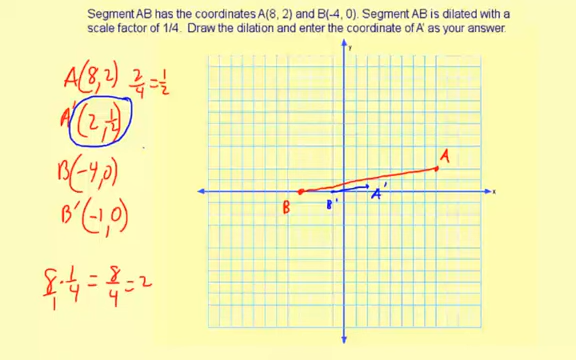 Segment AB has the coordinates A(8, 2) and B(-4, 0). Segment AB is dilated with a
scale factor of 1/4. Draw the dilation and enter the coordinate of A' as your answer.
A(8,2) 2/4=1/2
A'(2,1/2)
B(-4,0)
B'(-1,0)
8/1·1/4=8/4=2
y
A
x
B
B'
A'